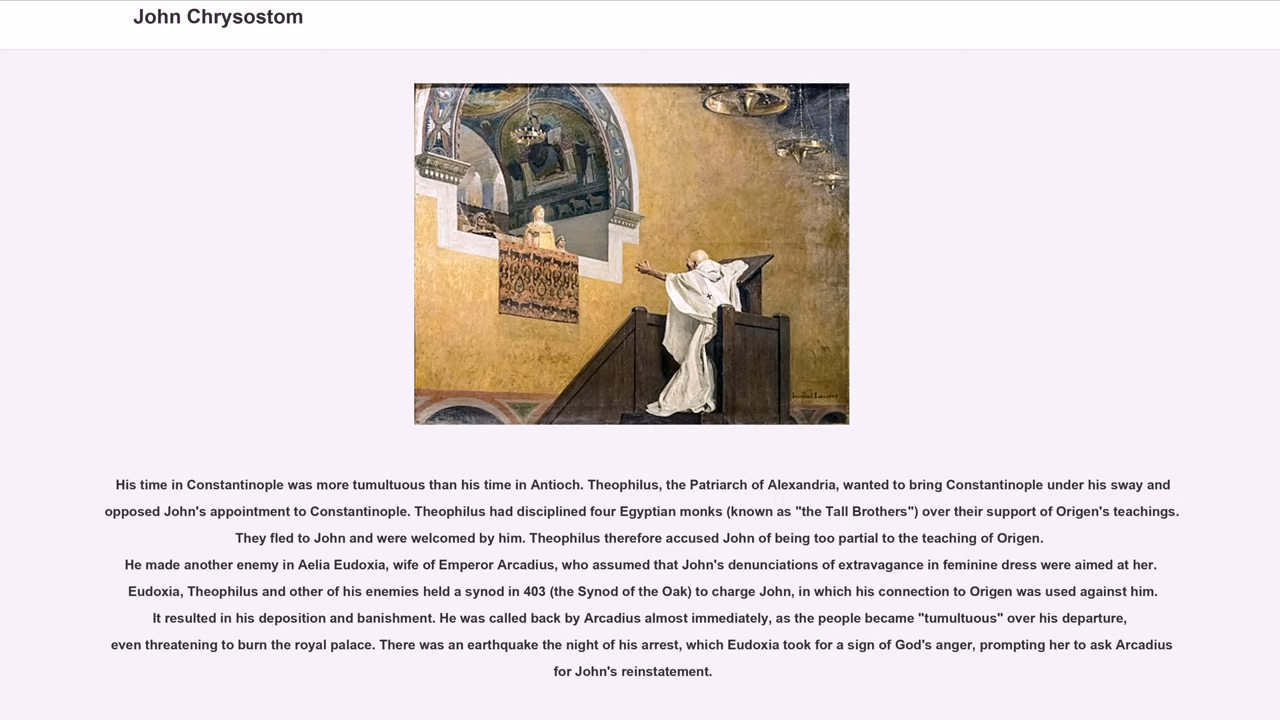 John Chrysostom
His time in Constantinople was more tumultuous than his time in Antioch. Theophilus, the Patriarch of Alexandria, wanted to bring Constantinople under his sway and
opposed John's appointment to Constantinople. Theophilus had disciplined four Egyptian monks (known as "the Tall Brothers") over their support of Origen's teachings.
They fled to John and were welcomed by him. Theophilus therefore accused John of being too partial to the teaching of Origen.
He made another enemy in Aelia Eudoxia, wife of Emperor Arcadius, who assumed that John's denunciations of extravagance in feminine dress were aimed at her.
Eudoxia, Theophilus and other of his enemies held a synod in 403 (the Synod of the Oak) to charge John, in which his connection to Origen was used against him.
It resulted in his deposition and banishment. He was called back by Arcadius almost immediately, as the people became "tumultuous" over his departure,
even threatening to burn the royal palace. There was an earthquake the night of his arrest, which Eudoxia took for a sign of God's anger, prompting her to ask Arcadius
for John's reinstatement.